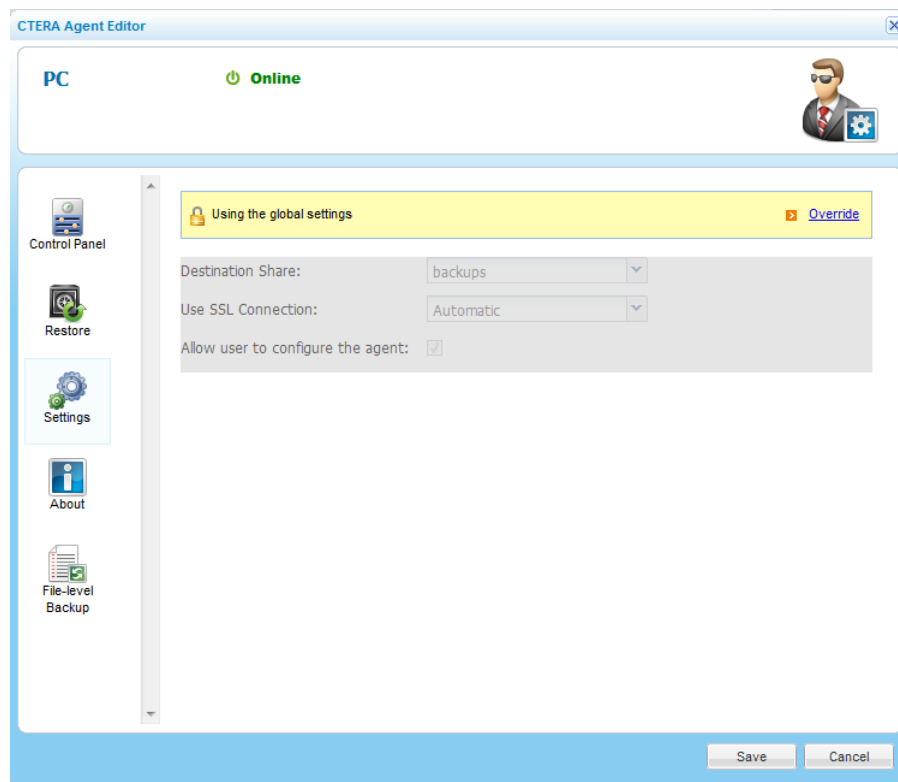 CTERA Agent Editor
PC
Online
Control Panel
Restore
Settings
About
File-level
Backup
Using the global settings
Override
Destination Share:
backups
Use SSL Connection:
Automatic
Allow user to configure the agent:
Save
Cancel